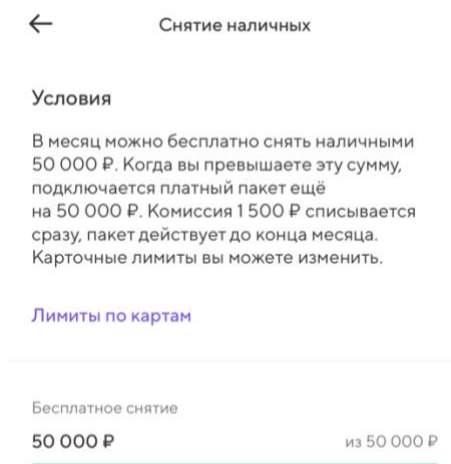 Снятие наличных
Условия
В месяц можно бесплатно снять наличными
50 000 ₽. Когда вы превышаете эту сумму,
подключается платный пакет ещё
на 50 000 ₽. Комиссия 1 500 ₽ списывается
сразу, пакет действует до конца месяца.
Карточные лимиты вы можете изменить.
Лимиты по картам
Бесплатное снятие
50 000 ₽ из 50 000 ₽